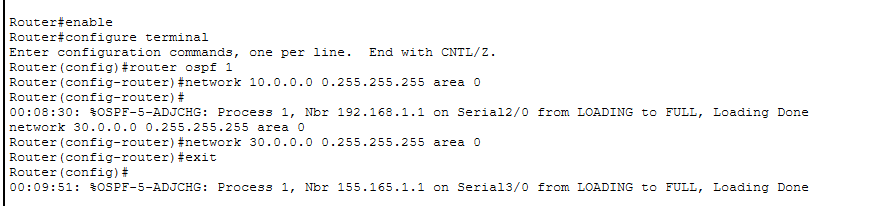 Router#enable
Router#configure terminal
Enter configuration commands, one per line.  End with CNTL/Z.
Router(config)#router ospf 1
Router(config-router)#network 10.0.0.0 0.255.255.255 area 0
Router(config-router)#
00:08:30: %OSPF-5-ADJCHG: Process 1, Nbr 192.168.1.1 on Serial2/0 from LOADING to FULL, Loading Done
network 30.0.0.0 0.255.255.255 area 0
Router(config-router)#network 30.0.0.0 0.255.255.255 area 0
Router(config-router)#exit
Router(config)#
00:09:51: %OSPF-5-ADJCHG: Process 1, Nbr 155.165.1.1 on Serial3/0 from LOADING to FULL, Loading Done